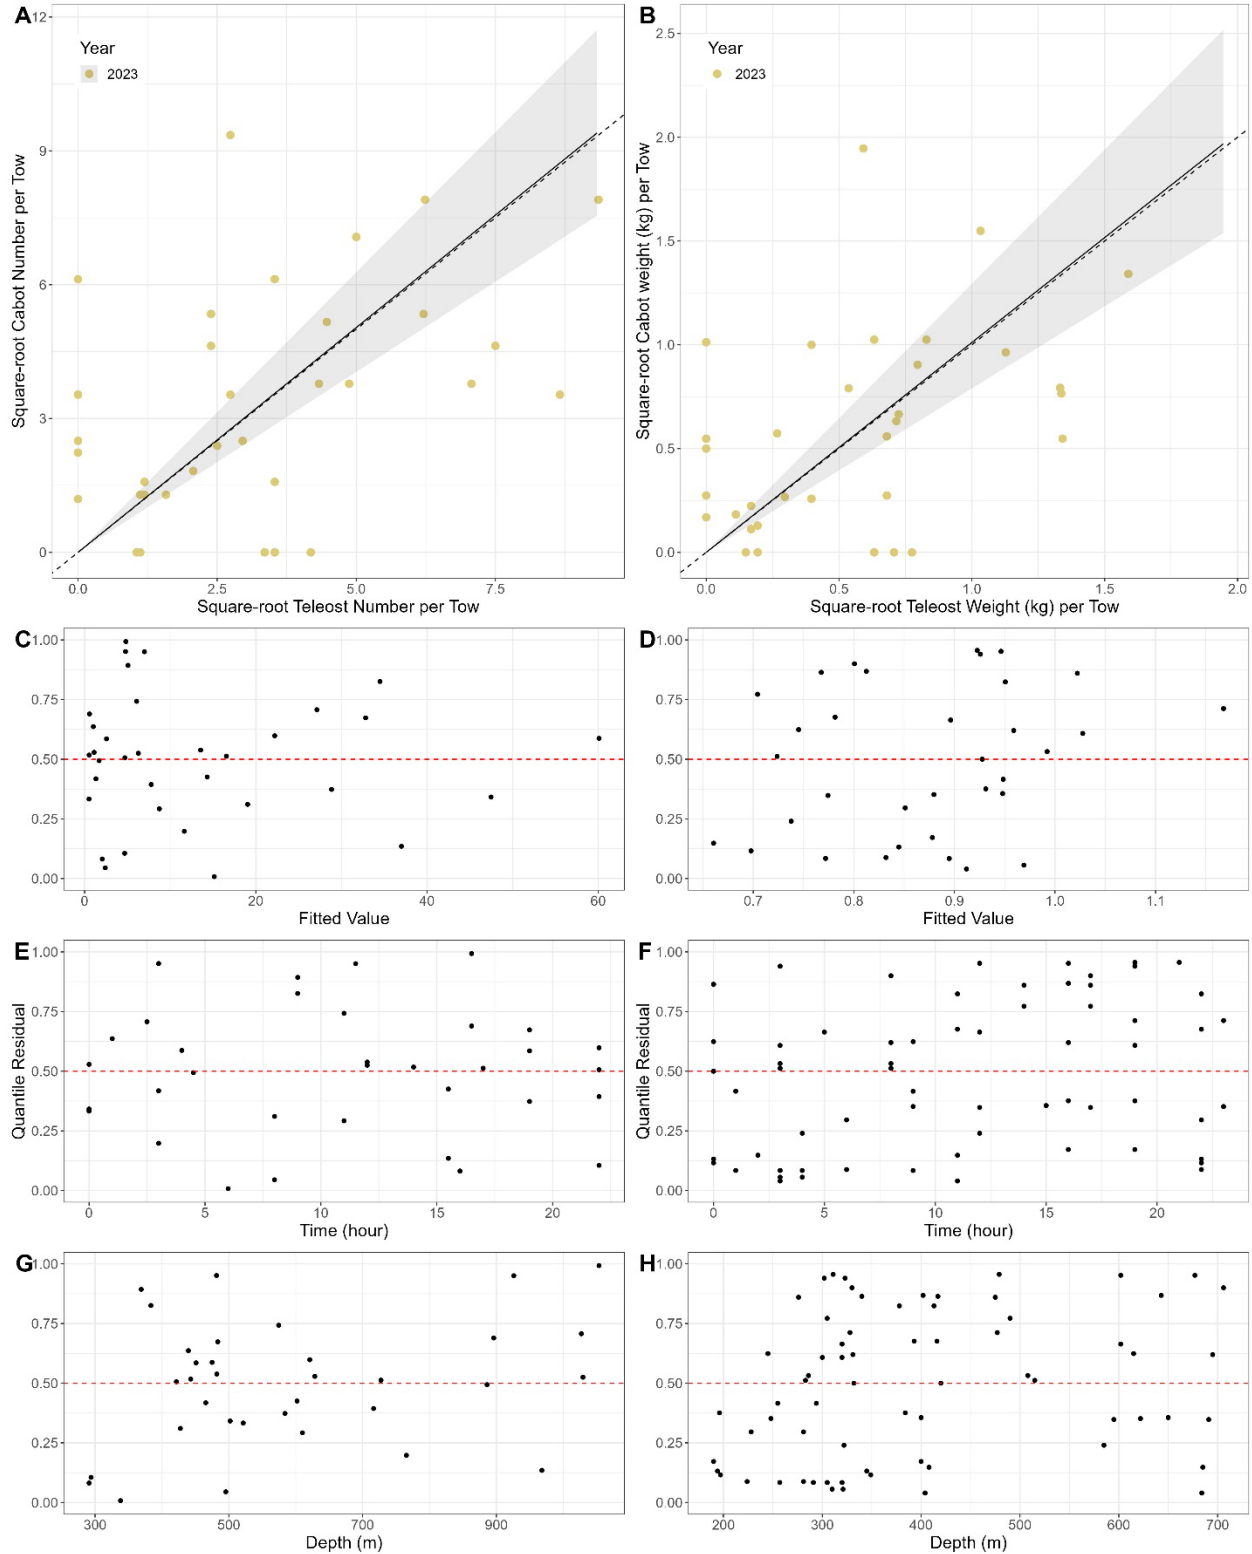 A
B
Year
2023
Year
2023
Square-root Cabot Number per Tow
12
9
6
3
0
0.0 2.5 5.0 7.5
Square-root Teleost Number per Tow
Square-root Cabot weight (kg) per Tow
2.5
2.0
1.5
1.0
0.5
0.0
0.0 0.5 1.0 1.5 2.0
Square-root Teleost Weight (kg) per Tow
C
1.00
0.75
0.50
0.25
0.00
0 20 40 60
Fitted Value
D
1.00
0.75
0.50
0.25
0.00
0.7 0.8 0.9 1.0 1.1
Fitted Value
E
Quantile Residual
1.00
0.75
0.50
0.25
0.00
0 5 10 15 20
Time (hour)
F
Quantile Residual
1.00
0.75
0.50
0.25
0.00
0 5 10 15 20
Time (hour)
G
1.00
0.75
0.50
0.25
0.00
300 500 700 900
Depth (m)
H
1.00
0.75
0.50
0.25
0.00
200 300 400 500 600 700
Depth (m)